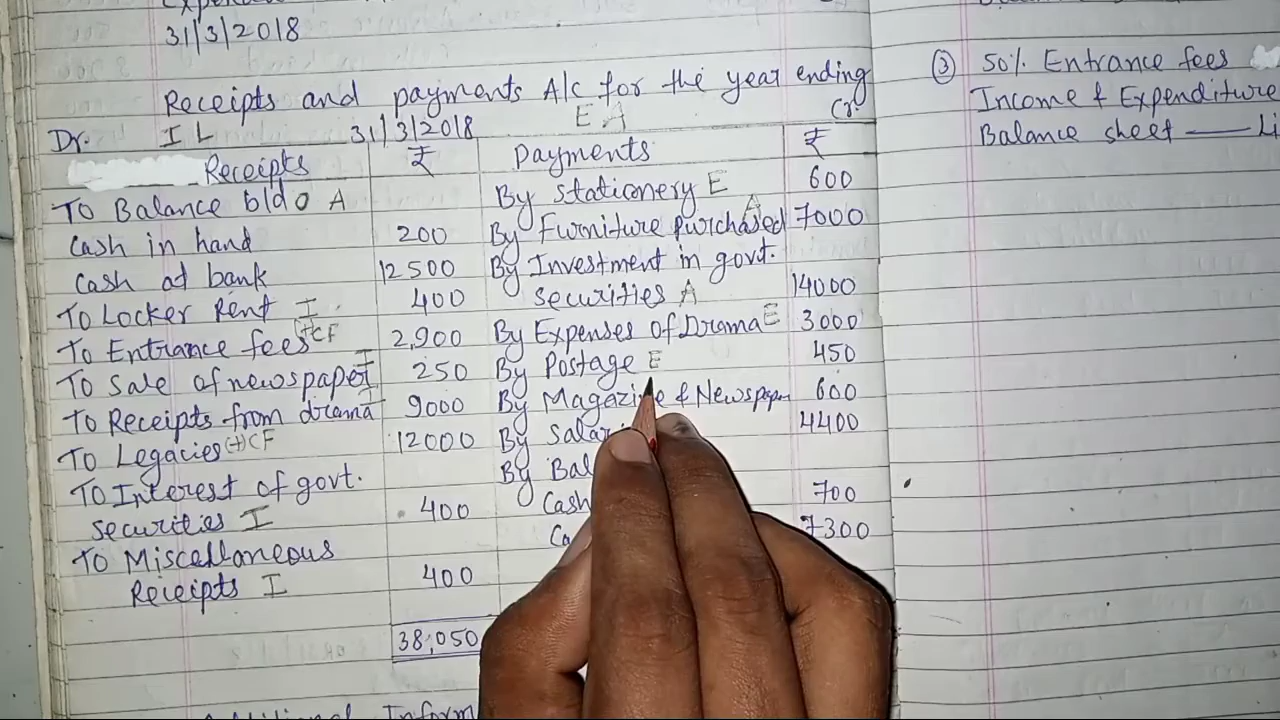 31/3/2018
Receipts and payments A/c for the year ending
31/3/2018
Dr. I L E A Cr.
Receipts ₹ Payments ₹
To Balance b/d O A By Stationery E 600
Cash in hand 200 By Furniture Purchased A 7000
Cash at bank 12500 By Investment in govt.
To Locker Rent I 400 securities A 14000
To Entrance fees (+) CF 2,900 By Expenses of Drama E 3000
To Sale of newspaper I 250 By Postage E 450
To Receipts from drama I 9000 By Magazine & Newspaper 600
To Legacies (+) CF 12000 By 4400
To Interest of govt. By
securities I 400 Cash 700
To Miscellaneous 7300
Receipts I 400
38,050
③ 50% Entrance fees
Income & Expenditure
Balance sheet —